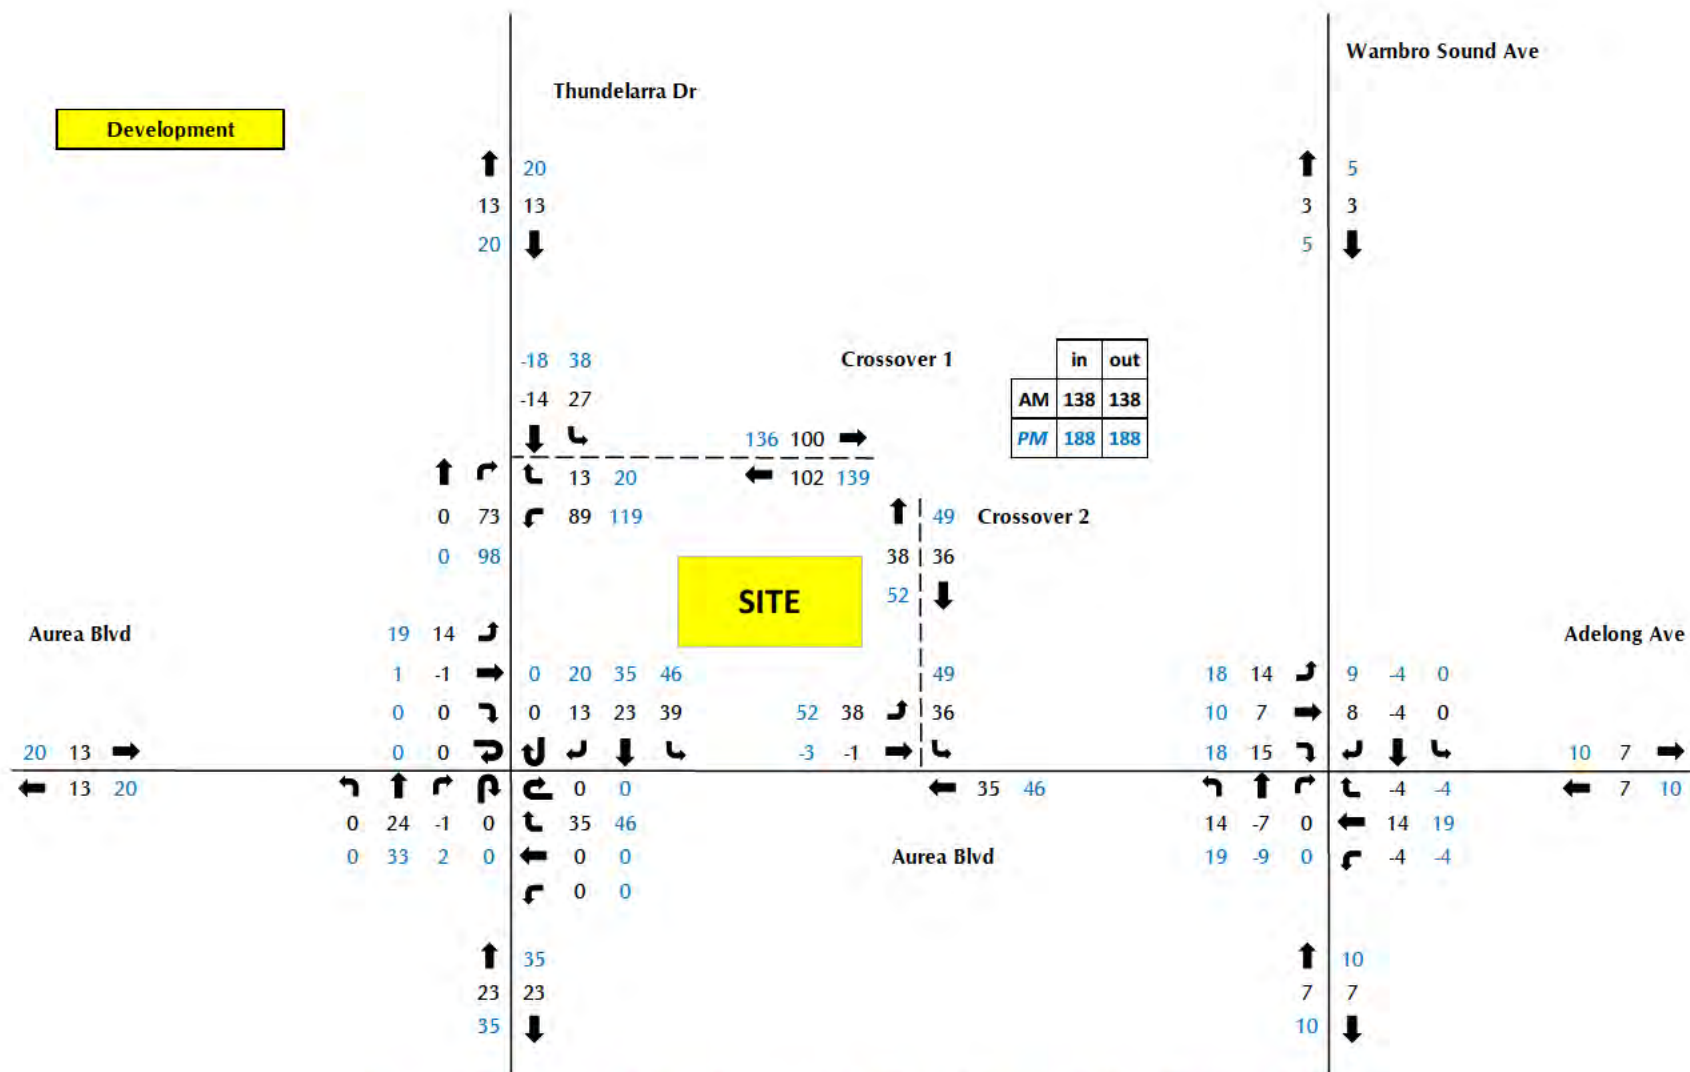 Warnbro Sound Ave
Thundelarra Dr
Development
20 5
13 13 3 3
20 5
-18 38 Crossover 1 in out
-14 27 AM 138 138
136 100 PM 188 188
13 20 102 139
0 73 89 119 49 Crossover 2
0 98 38 36
SITE 52
Aurea Blvd 19 14 Adelong Ave
1 -1 0 20 35 46 49 18 14 9 -4 0
0 0 0 13 23 39 52 38 36 10 7 8 -4 0
20 13 0 0 -3 -1 18 15 10 7
13 20 0 0 35 46 -4 -4 7 10
0 24 -1 0 35 46 14 -7 0 14 19
0 33 2 0 0 0 Aurea Blvd 19 -9 0 -4 -4
0 0
35 10
23 23 7 7
35 10